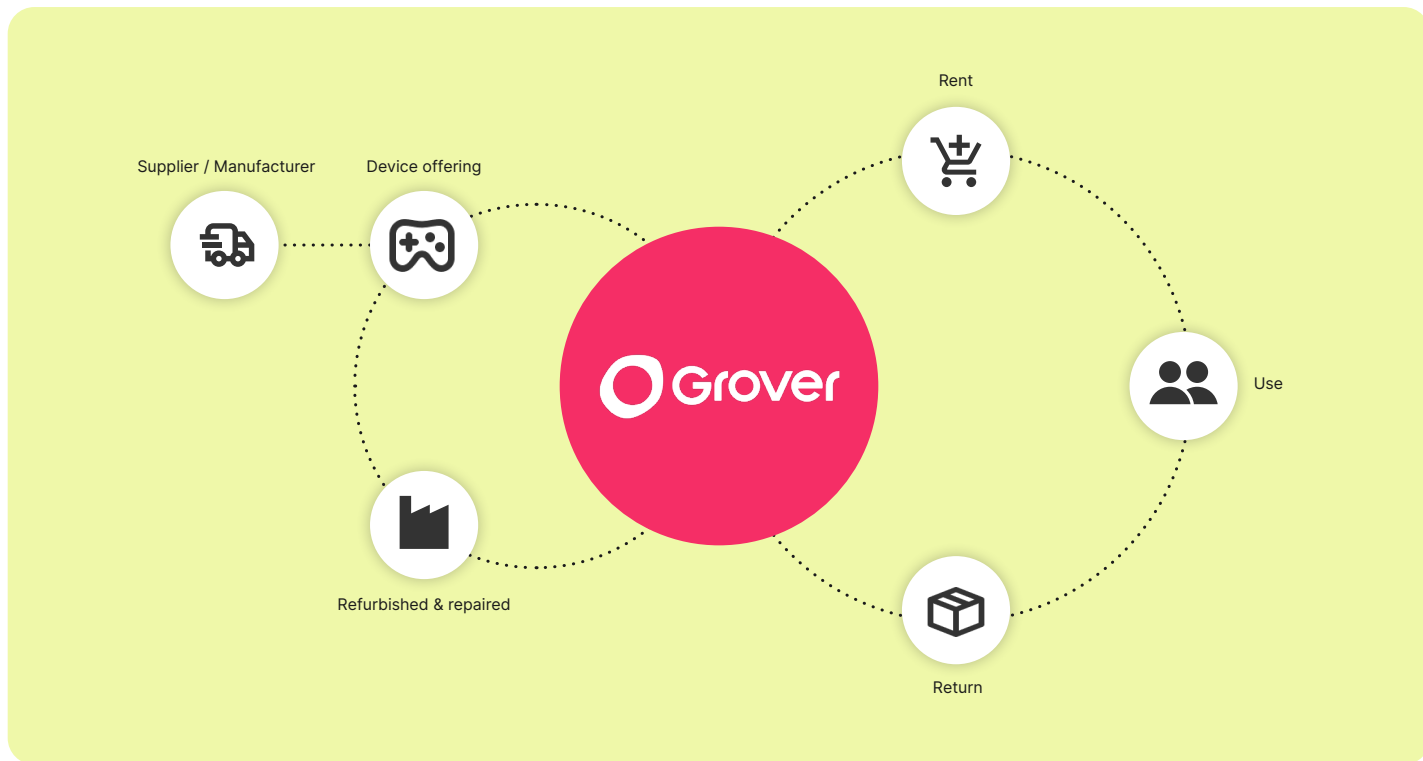 Rent
Supplier / Manufacturer
Device offering
Grover
Use
Refurbished & repaired
Return